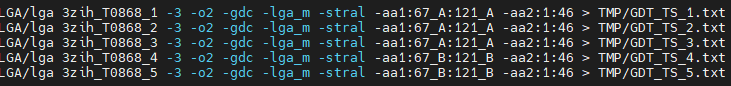 LGA/lga 3zih_T0868_1 -3 -o2 -gdc -lga_m -stral -aa1:67_A:121_A -aa2:1:46 > TMP/GDT_TS_1.txt
LGA/lga 3zih_T0868_2 -3 -o2 -gdc -lga_m -stral -aa1:67_A:121_A -aa2:1:46 > TMP/GDT_TS_2.txt
LGA/lga 3zih_T0868_3 -3 -o2 -gdc -lga_m -stral -aa1:67_A:121_A -aa2:1:46 > TMP/GDT_TS_3.txt
LGA/lga 3zih_T0868_4 -3 -o2 -gdc -lga_m -stral -aa1:67_B:121_B -aa2:1:46 > TMP/GDT_TS_4.txt
LGA/lga 3zih_T0868_5 -3 -o2 -gdc -lga_m -stral -aa1:67_B:121_B -aa2:1:46 > TMP/GDT_TS_5.txt